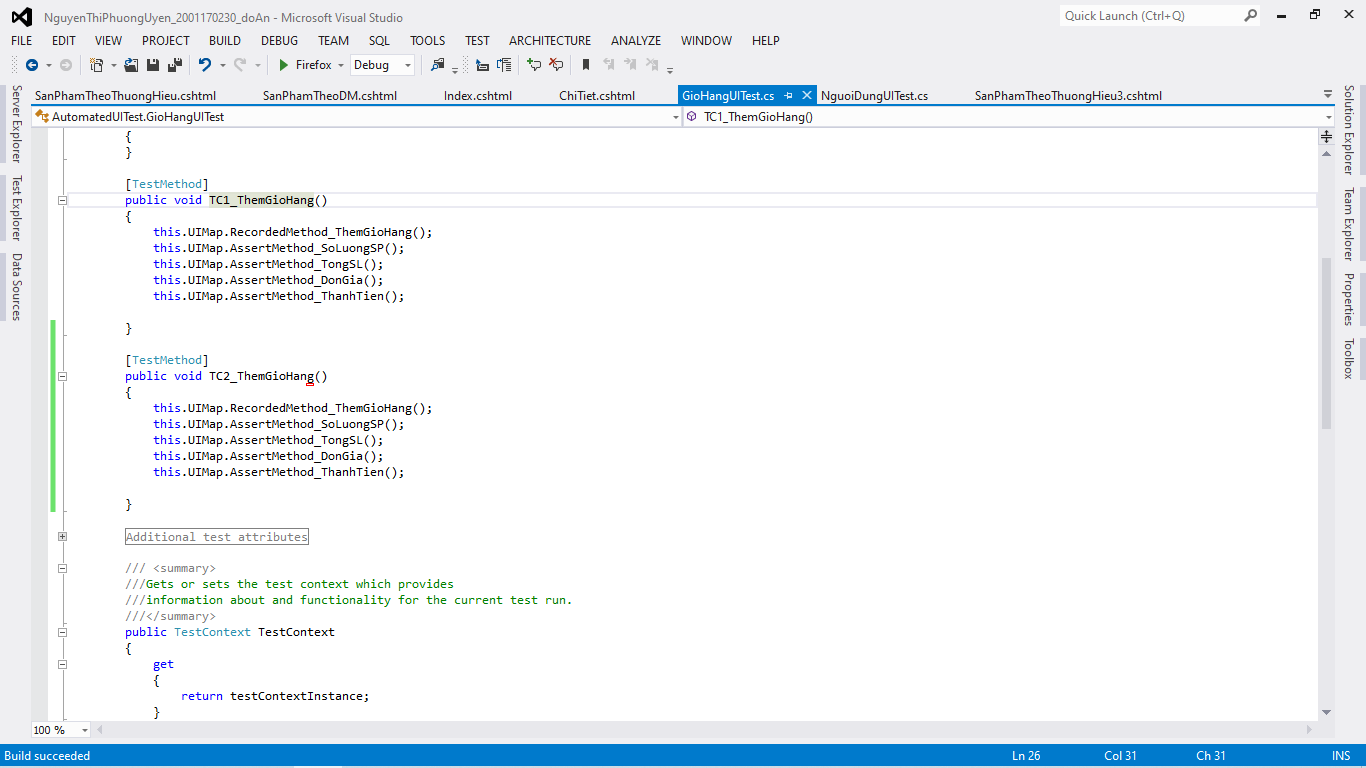 NguyenThiPhuongUyen_2001170230_doAn - Microsoft Visual Studio
Quick Launch (Ctrl+Q)
FILE EDIT VIEW PROJECT BUILD DEBUG TEAM SQL TOOLS TEST ARCHITECTURE ANALYZE WINDOW HELP
Firefox Debug
SanPhamTheoThuongHieu.cshtml SanPhamTheoDM.cshtml Index.cshtml ChiTiet.cshtml GioHangUITest.cs NguoiDungUITest.cs SanPhamTheoThuongHieu3.cshtml
AutomatedUITest.GioHangUITest TC1_ThemGioHang()
Server Explorer
Test Explorer
Data Sources
{
}
[TestMethod]
public void TC1_ThemGioHang()
{
this.UIMap.RecordedMethod_ThemGioHang();
this.UIMap.AssertMethod_SoLuongSP();
this.UIMap.AssertMethod_TongSL();
this.UIMap.AssertMethod_DonGia();
this.UIMap.AssertMethod_ThanhTien();
}
[TestMethod]
public void TC2_ThemGioHang()
{
this.UIMap.RecordedMethod_ThemGioHang();
this.UIMap.AssertMethod_SoLuongSP();
this.UIMap.AssertMethod_TongSL();
this.UIMap.AssertMethod_DonGia();
this.UIMap.AssertMethod_ThanhTien();
}
Additional test attributes
/// <summary>
///Gets or sets the test context which provides
///information about and functionality for the current test run.
///</summary>
public TestContext TestContext
{
get
{
return testContextInstance;
}
Solution Explorer
Team Explorer
Properties
Toolbox
100 %
Build succeeded Ln 26 Col 31 Ch 31 INS